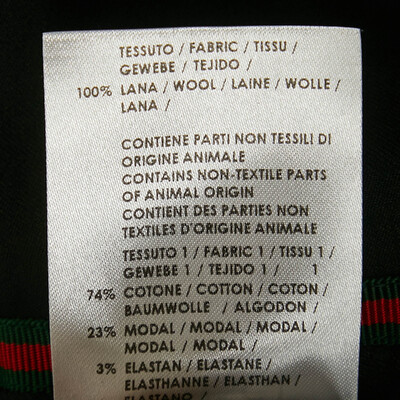 TESSUTO / FABRIC / TISSU /
GEWEBE / TEJIDO /
100% LANA / WOOL / LAINE / WOLLE /
LANA /
CONTIENE PARTI NON TESSILI DI
ORIGINE ANIMALE
CONTAINS NON-TEXTILE PARTS
OF ANIMAL ORIGIN
CONTIENT DES PARTIES NON
TEXTILES D'ORIGINE ANIMALE
TESSUTO 1 / FABRIC 1 / TISSU 1 /
GEWEBE 1 / TEJIDO 1 / 1
74% COTONE / COTTON / COTON /
BAUMWOLLE / ALGODON /
23% MODAL / MODAL / MODAL /
MODAL / MODAL /
3% ELASTAN / ELASTANE /
ELASTHANNE / ELASTHAN /
ELASTANO /